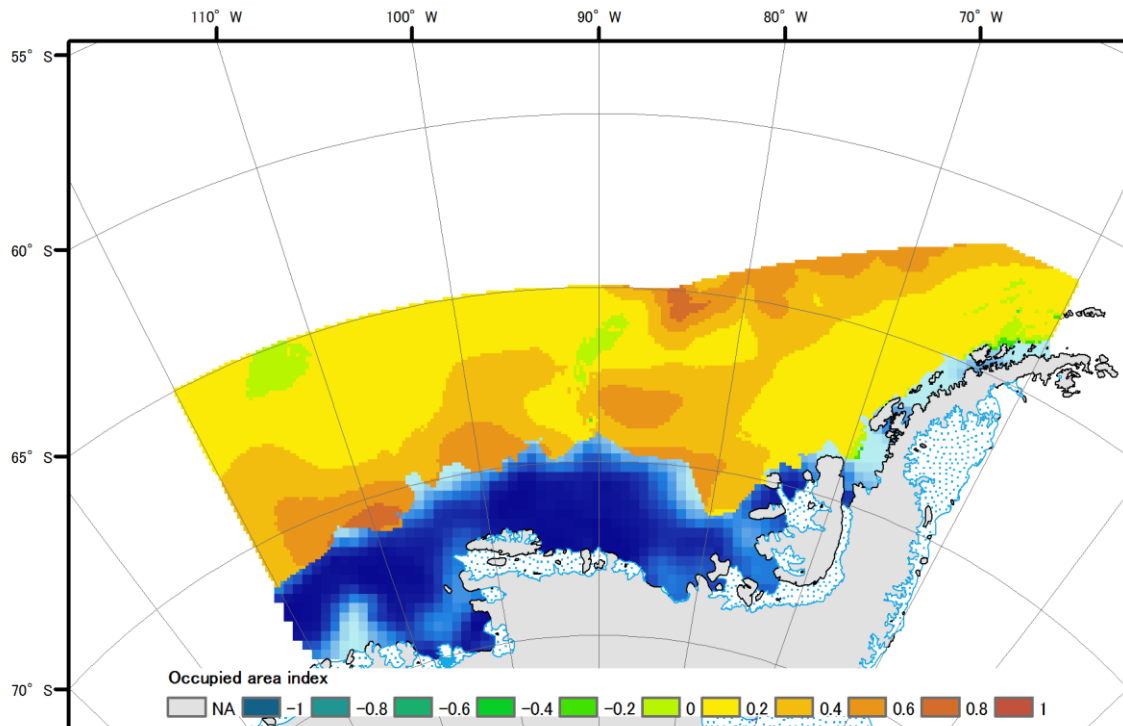 110° W 100° W 90° W 80° W 70° W
55° S
60° S
65° S
70° S
Occupied area index
NA −1 −0.8 −0.6 −0.4 −0.2 0 0.2 0.4 0.6 0.8 1